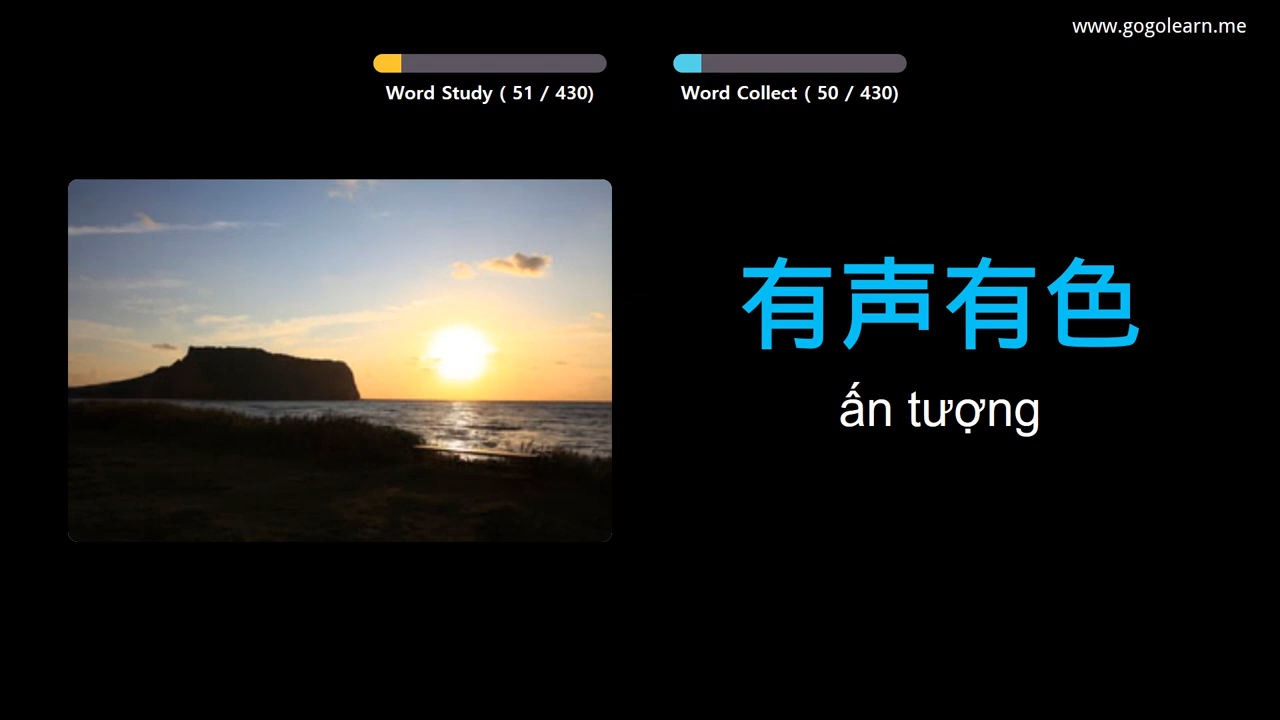 www.gogolearn.me
Word Study ( 51 / 430)
Word Collect ( 50 / 430)
有声有色
ấn tượng